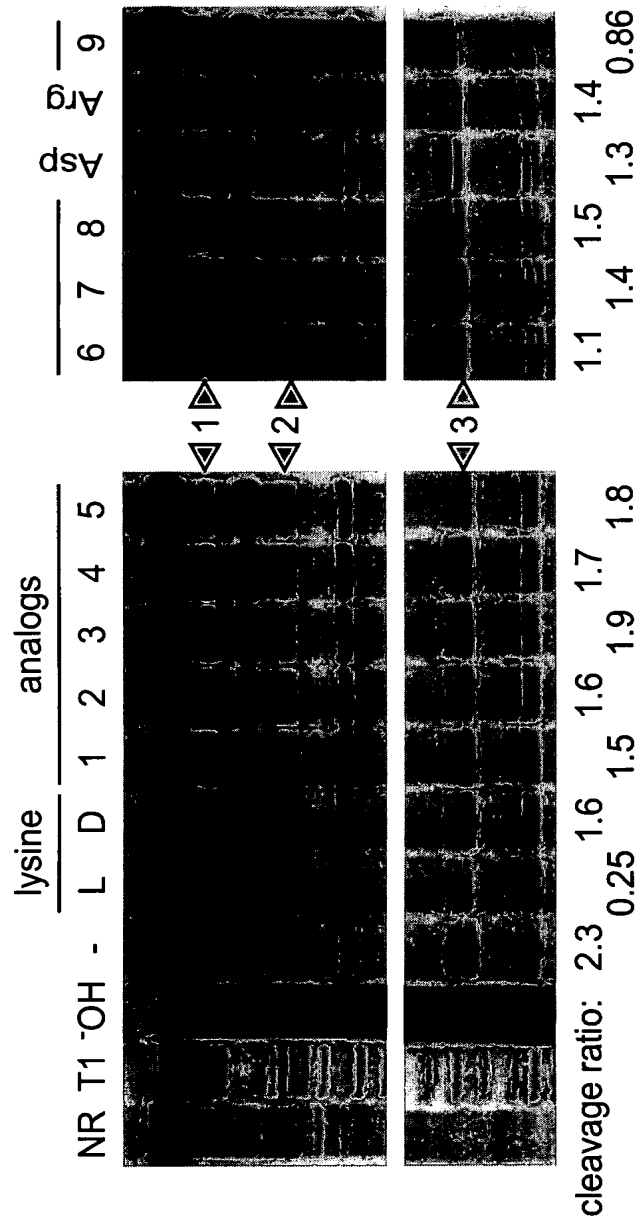 lysine analogs
NR T1 ⁻OH - L D 1 2 3 4 5 6 7 8 Asp Arg 9
1
2
3
cleavage ratio: 2.3 0.25 1.6 1.5 1.6 1.9 1.7 1.8 1.1 1.4 1.5 1.3 1.4 0.86